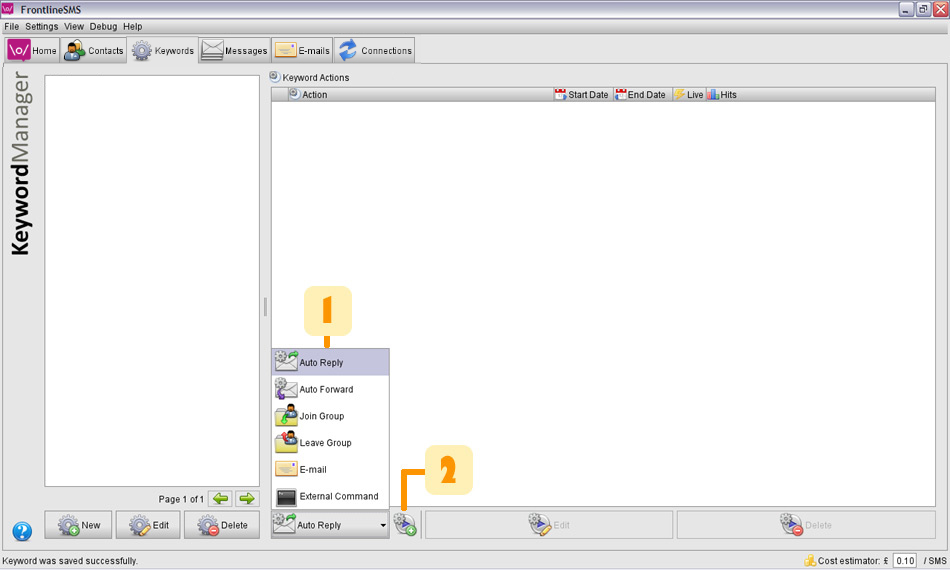 \o/ FrontlineSMS
File Settings View Debug Help
\o/ Home Contacts Keywords Messages E-mails Connections
KeywordManager
Keyword Actions
Action Start Date End Date Live Hits
1
Auto Reply
Auto Forward
Join Group
Leave Group
2
E-mail
External Command
Page 1 of 1
New Edit Delete Auto Reply Edit Delete
?
Keyword was saved successfully. Cost estimator: £ 0.10 / SMS